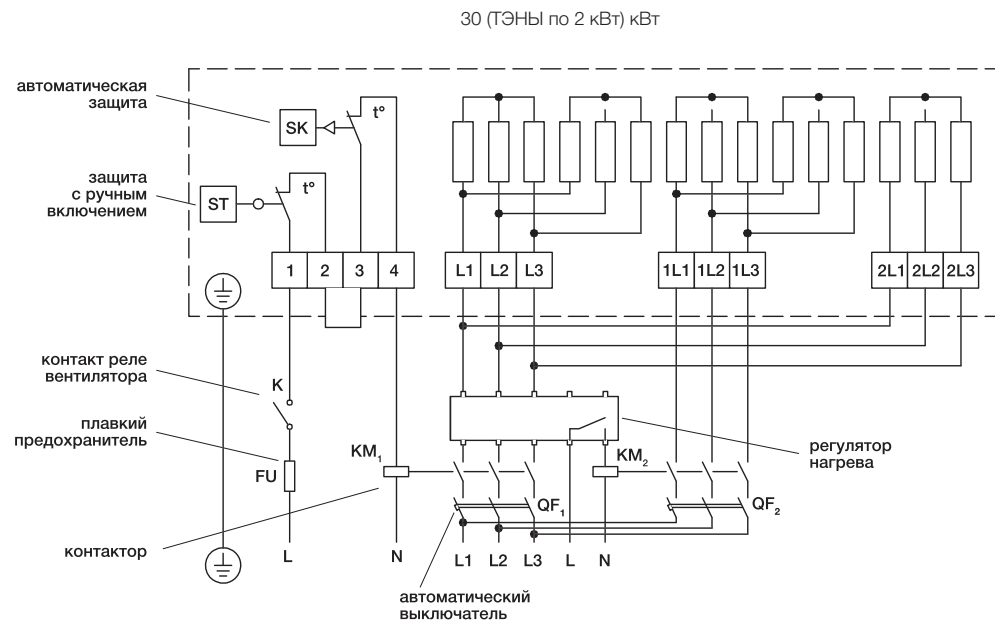 30 (ТЭНЫ по 2 кВт) кВт
автоматическая
защита
SK
t°
защита
с ручным
включением
ST
t°
1 2 3 4
L1 L2 L3
1L1 1L2 1L3
2L1 2L2 2L3
контакт реле
вентилятора
K
плавкий
предохранитель
FU
KM1
KM2
регулятор
нагрева
QF1
QF2
контактор
L N L1 L2 L3 L N
автоматический
выключатель